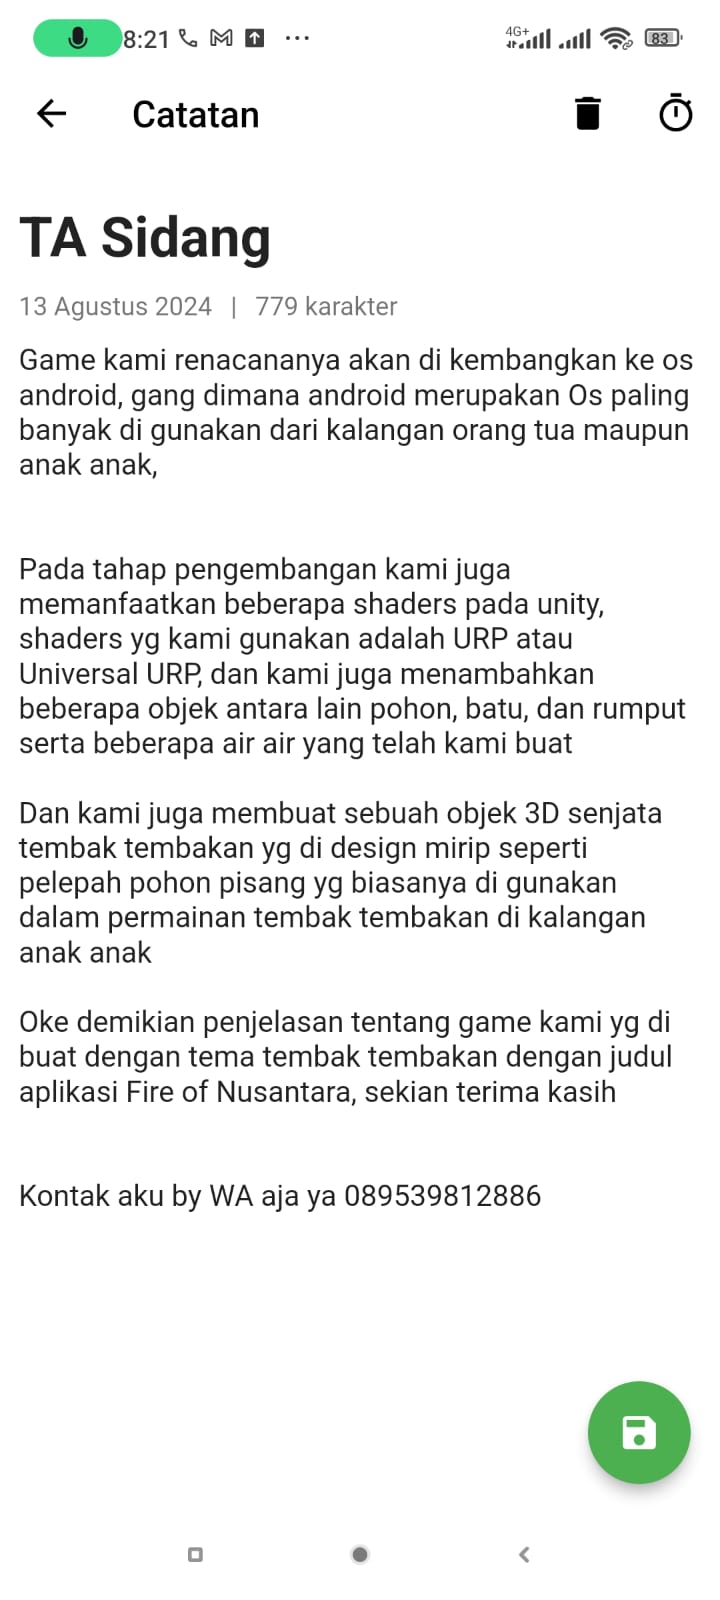 8:21
4G+
83
Catatan
TA Sidang
13 Agustus 2024 | 779 karakter
Game kami renacananya akan di kembangkan ke os
android, gang dimana android merupakan Os paling
banyak di gunakan dari kalangan orang tua maupun
anak anak,
Pada tahap pengembangan kami juga
memanfaatkan beberapa shaders pada unity,
shaders yg kami gunakan adalah URP atau
Universal URP, dan kami juga menambahkan
beberapa objek antara lain pohon, batu, dan rumput
serta beberapa air air yang telah kami buat
Dan kami juga membuat sebuah objek 3D senjata
tembak tembakan yg di design mirip seperti
pelepah pohon pisang yg biasanya di gunakan
dalam permainan tembak tembakan di kalangan
anak anak
Oke demikian penjelasan tentang game kami yg di
buat dengan tema tembak tembakan dengan judul
aplikasi Fire of Nusantara, sekian terima kasih
Kontak aku by WA aja ya 089539812886